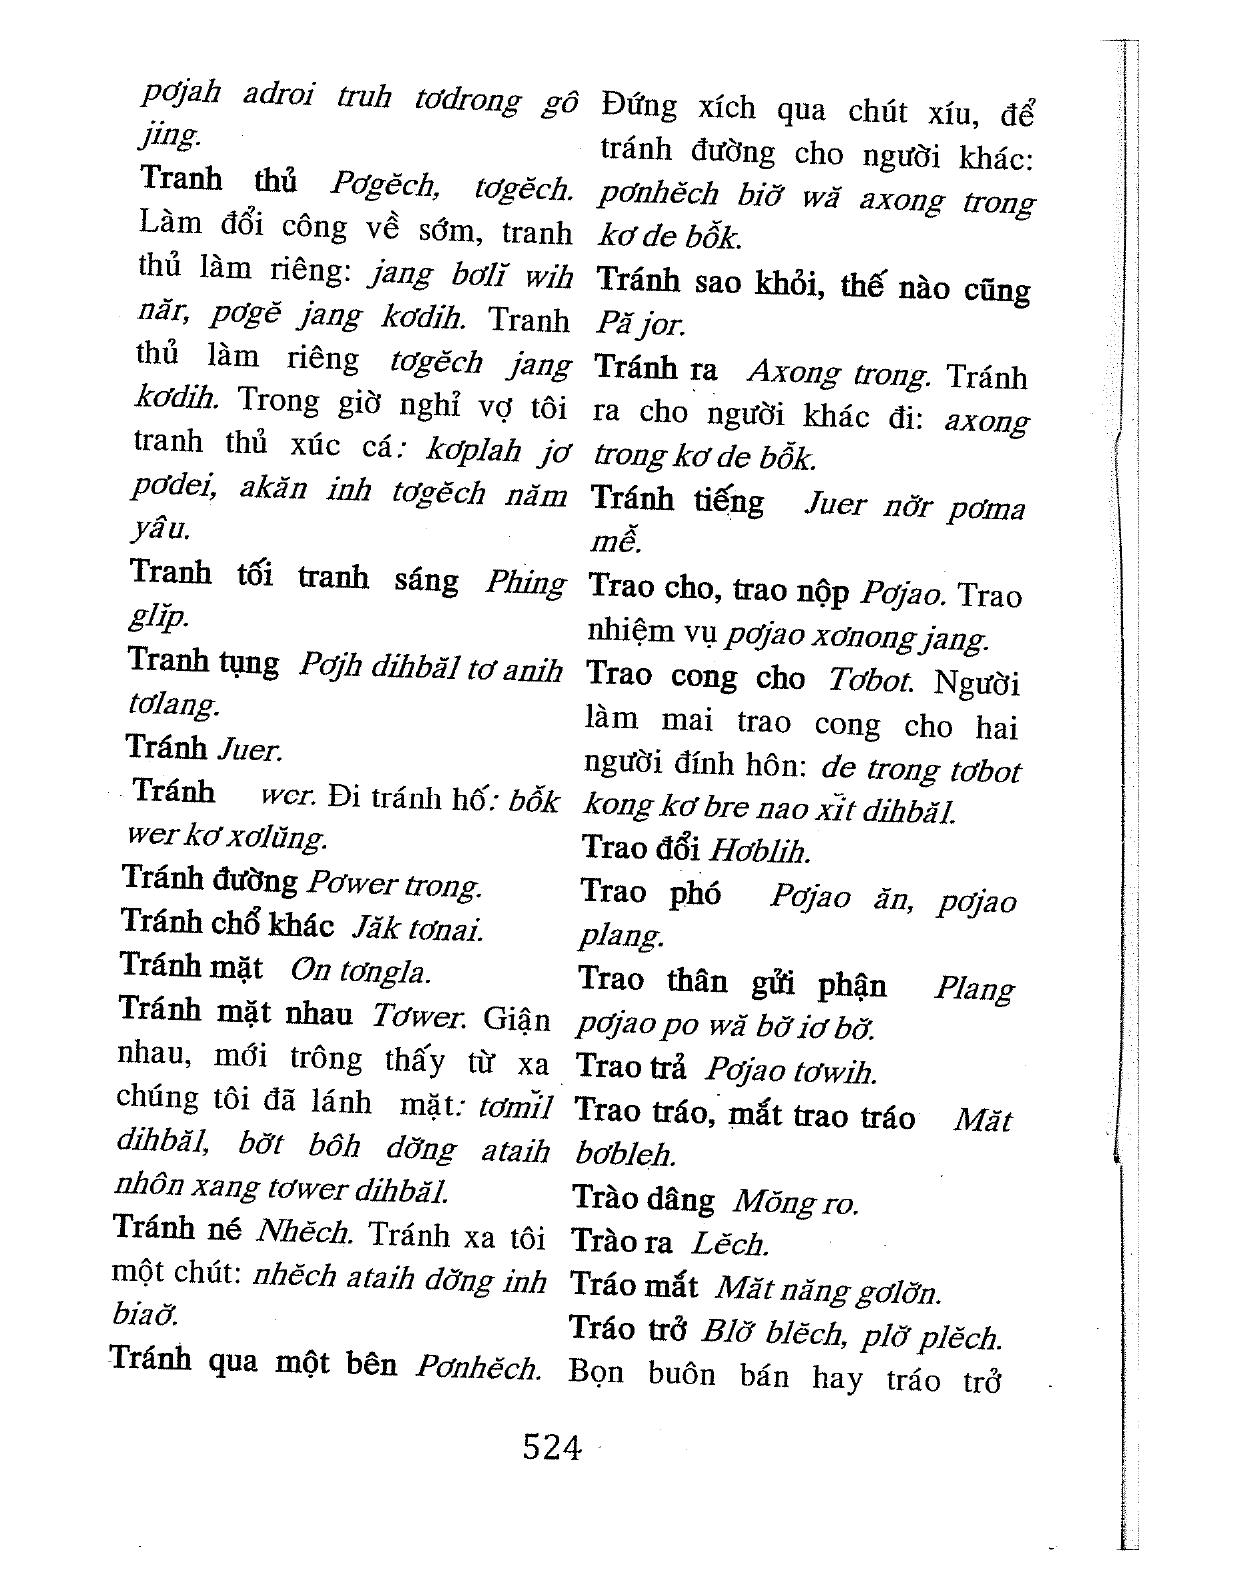 pơjah adroi truh tơdrong gô
jing.
Tranh thủ Pơgĕch, tơgĕch.
Làm đổi công về sớm, tranh
thủ làm riêng: jang bơlĭ wih
năr, pơgĕ jang kơdih. Tranh
thủ làm riêng tơgĕch jang
kơdih. Trong giờ nghỉ vợ tôi
tranh thủ xúc cá: kơplah jơ
pơdei, akăn inh tơgĕch năm
yâu.
Tranh tối tranh sáng Phing
glĭp.
Tranh tụng Pơjh dihbăl tơ anih
tơlang.
Tránh Juer.
Tránh wer. Đi tránh hố: bôk̆
wer kơ xơlŭng.
Tránh đường Pơwer trong.
Tránh chổ khác Jăk tơnai.
Tránh mặt On tơngla.
Tránh mặt nhau Tơwer. Giận
nhau, mới trông thấy từ xa
chúng tôi đã lánh mặt: tơmĭl
dihbăl, bơ̆t bôh dơ̆ng ataih
nhôn xang tơwer dihbăl.
Tránh né Nhĕch. Tránh xa tôi
một chút: nhĕch ataih dơ̆ng inh
biaơ̆.
Tránh qua một bên Pơnhĕch.
Đứng xích qua chút xíu, để
tránh đường cho người khác:
pơnhĕch biơ̆ wă axong trong
kơ de bô̆k.
Tránh sao khỏi, thế nào cũng
Pă jor.
Tránh ra Axong trong. Tránh
ra cho người khác đi: axong
trong kơ de bô̆k.
Tránh tiếng Juer nơ̆r pơma
mê̆.
Trao cho, trao nộp Pơjao. Trao
nhiệm vụ pơjao xơnong jang.
Trao cong cho Tơbot. Người
làm mai trao cong cho hai
người đính hôn: de trong tơbot
kong kơ bre nao xĭt dihbăl.
Trao đổi Hơblih.
Trao phó Pơjao ăn, pơjao
plang.
Trao thân gửi phận Plang
pơjao po wă bơ̆ iơ bơ̆.
Trao trả Pơjao tơwih.
Trao tráo, mắt trao tráo Măt
bơbleh.
Trào dâng Mŏng ro.
Trào ra Lĕch.
Tráo mắt Măt năng gơlơ̆n.
Tráo trở Blơ̆ blĕch, plơ̆ plĕch.
Bọn buôn bán hay tráo trở
524